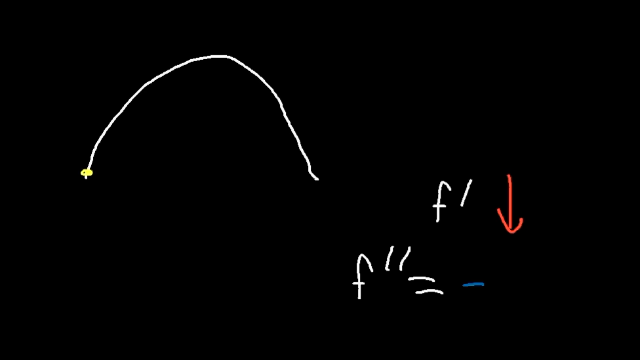 f' ↓
f'' = -